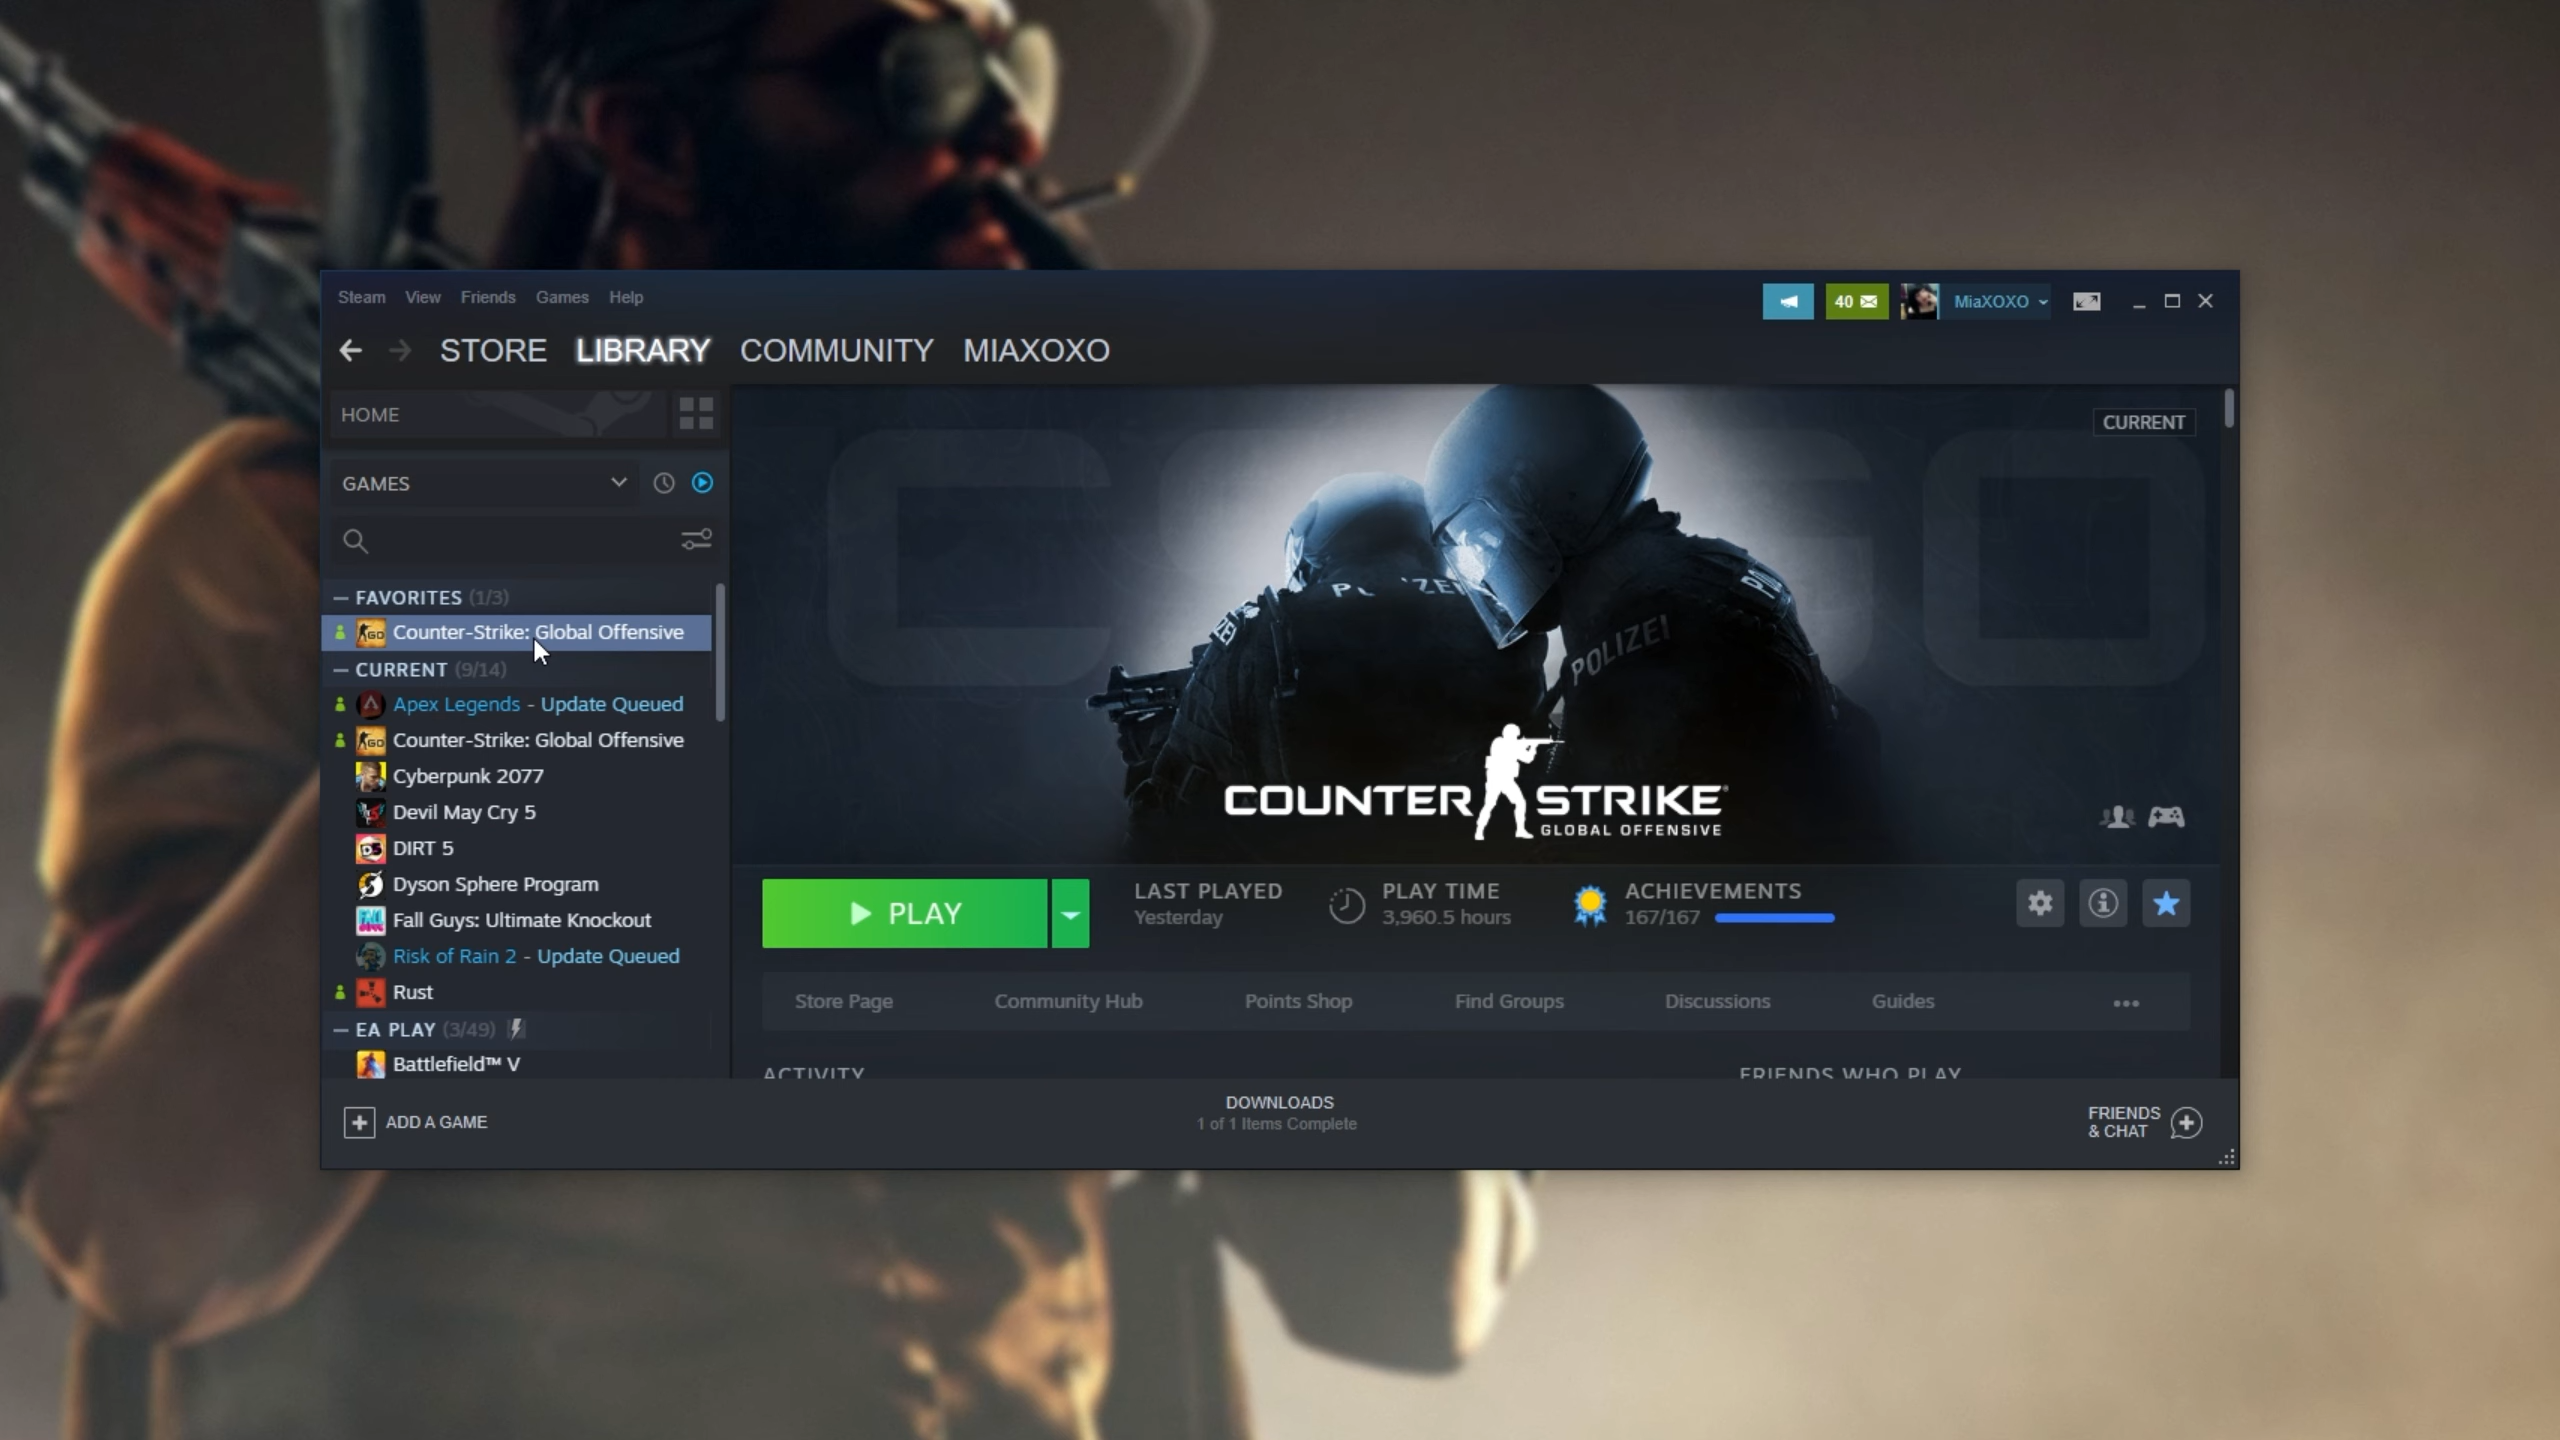 Steam View Friends Games Help
40
MiaXOXO
STORE LIBRARY COMMUNITY MIAXOXO
HOME
GAMES
FAVORITES (1/3)
Counter-Strike: Global Offensive
CURRENT (9/14)
Apex Legends - Update Queued
Counter-Strike: Global Offensive
Cyberpunk 2077
Devil May Cry 5
DIRT 5
Dyson Sphere Program
Fall Guys: Ultimate Knockout
Risk of Rain 2 - Update Queued
Rust
EA PLAY (3/49)
Battlefield™ V
CURRENT
POLIZEI
COUNTER STRIKE
GLOBAL OFFENSIVE
PLAY
LAST PLAYED
Yesterday
PLAY TIME
3,960.5 hours
ACHIEVEMENTS
167/167
Store Page Community Hub Points Shop Find Groups Discussions Guides
ACTIVITY
FRIENDS WHO PLAY
ADD A GAME
DOWNLOADS
1 of 1 Items Complete
FRIENDS
& CHAT